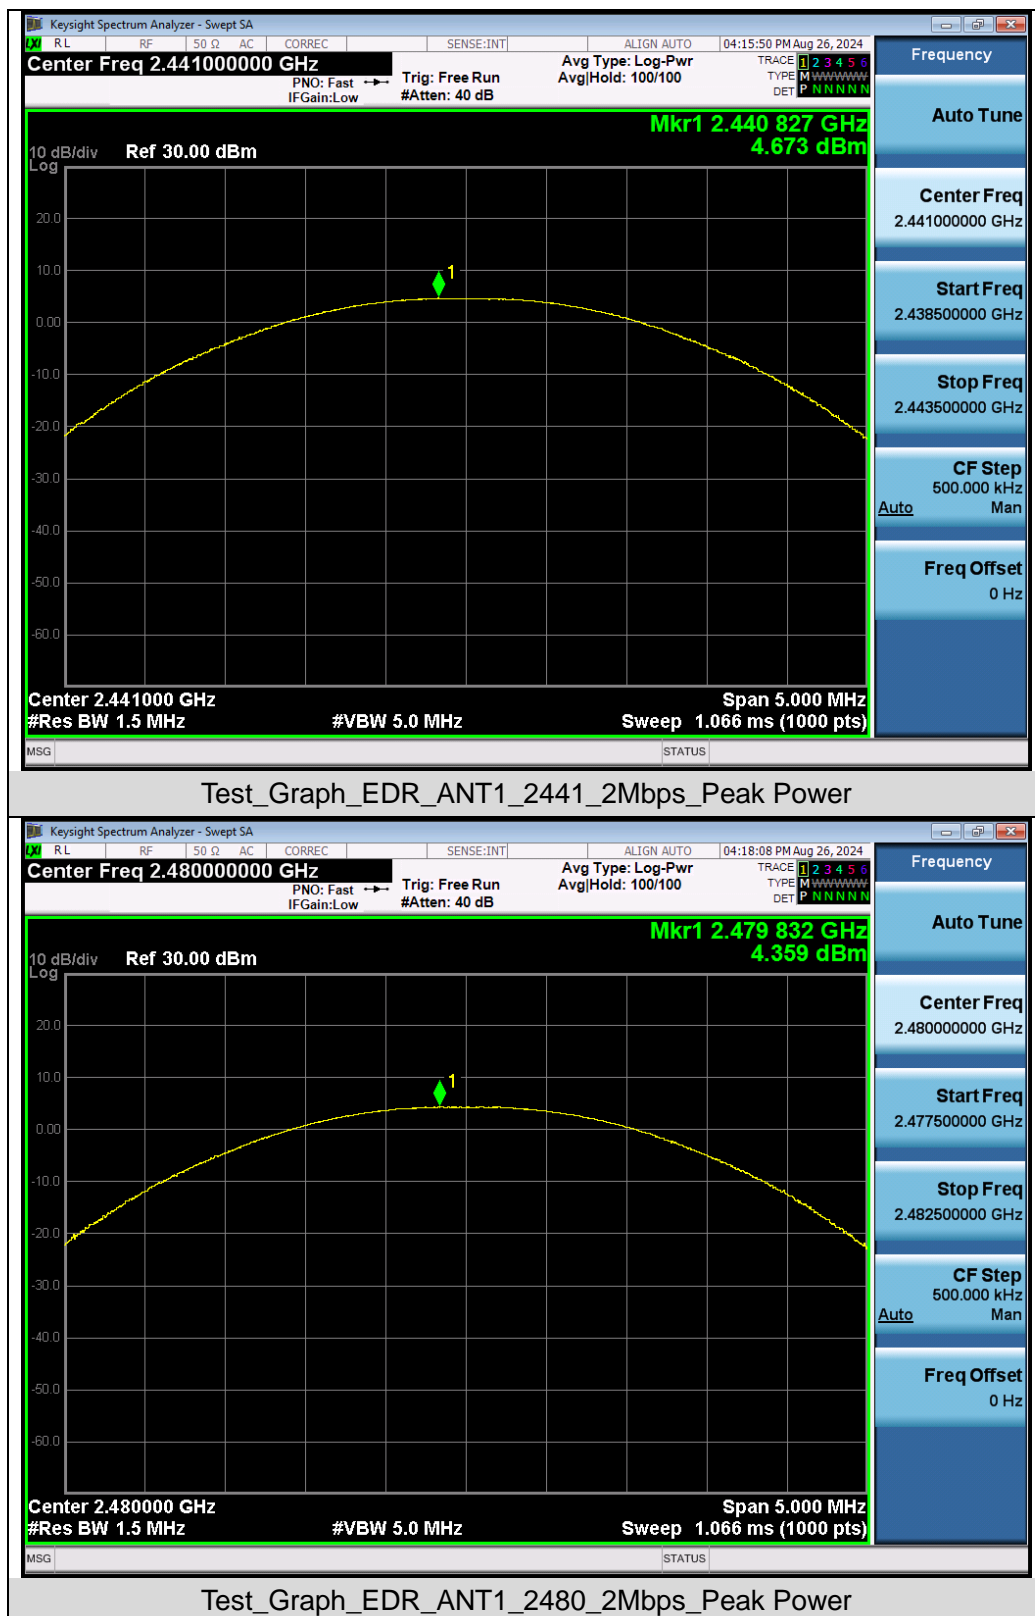 Keysight Spectrum Analyzer - Swept SA
LXI RL RF 50 Ω AC CORREC SENSE:INT ALIGN AUTO 04:15:50 PM Aug 26, 2024
Center Freq 2.441000000 GHz
PNO: Fast
IFGain:Low
Trig: Free Run
#Atten: 40 dB
Avg Type: Log-Pwr
Avg|Hold: 100/100
TRACE 1 2 3 4 5 6
TYPE M WWWWW
DET P N N N N N
Mkr1 2.440 827 GHz
4.673 dBm
10 dB/div Ref 30.00 dBm
Log
20.0
10.0
1
0.00
-10.0
-20.0
-30.0
-40.0
-50.0
-60.0
Center 2.441000 GHz Span 5.000 MHz
#Res BW 1.5 MHz #VBW 5.0 MHz Sweep 1.066 ms (1000 pts)
MSG STATUS
Frequency
Auto Tune
Center Freq
2.441000000 GHz
Start Freq
2.438500000 GHz
Stop Freq
2.443500000 GHz
CF Step
500.000 kHz
Auto Man
Freq Offset
0 Hz
Test_Graph_EDR_ANT1_2441_2Mbps_Peak Power
Keysight Spectrum Analyzer - Swept SA
LXI RL RF 50 Ω AC CORREC SENSE:INT ALIGN AUTO 04:18:08 PM Aug 26, 2024
Center Freq 2.480000000 GHz
PNO: Fast
IFGain:Low
Trig: Free Run
#Atten: 40 dB
Avg Type: Log-Pwr
Avg|Hold: 100/100
TRACE 1 2 3 4 5 6
TYPE M WWWWW
DET P N N N N N
Mkr1 2.479 832 GHz
4.359 dBm
10 dB/div Ref 30.00 dBm
Log
20.0
10.0
1
0.00
-10.0
-20.0
-30.0
-40.0
-50.0
-60.0
Center 2.480000 GHz Span 5.000 MHz
#Res BW 1.5 MHz #VBW 5.0 MHz Sweep 1.066 ms (1000 pts)
MSG STATUS
Frequency
Auto Tune
Center Freq
2.480000000 GHz
Start Freq
2.477500000 GHz
Stop Freq
2.482500000 GHz
CF Step
500.000 kHz
Auto Man
Freq Offset
0 Hz
Test_Graph_EDR_ANT1_2480_2Mbps_Peak Power